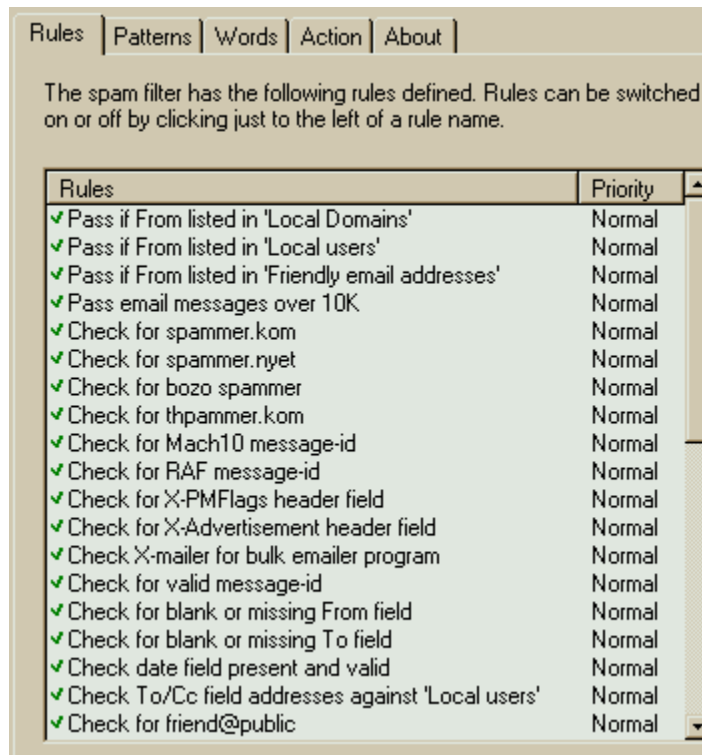 Rules Patterns Words Action About
The spam filter has the following rules defined. Rules can be switched
on or off by clicking just to the left of a rule name.
Rules Priority
Pass if From listed in 'Local Domains' Normal
Pass if From listed in 'Local users' Normal
Pass if From listed in 'Friendly email addresses' Normal
Pass email messages over 10K Normal
Check for spammer.kom Normal
Check for spammer.nyet Normal
Check for bozo spammer Normal
Check for thpammer.kom Normal
Check for Mach10 message-id Normal
Check for RAF message-id Normal
Check for X-PMFlags header field Normal
Check for X-Advertisement header field Normal
Check X-mailer for bulk emailer program Normal
Check for valid message-id Normal
Check for blank or missing From field Normal
Check for blank or missing To field Normal
Check date field present and valid Normal
Check To/Cc field addresses against 'Local users' Normal
Check for friend@public Normal